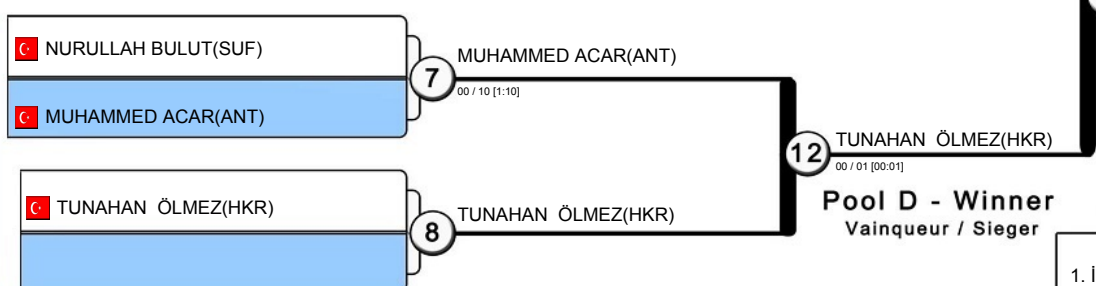 NURULLAH BULUT(SUF)
MUHAMMED ACAR(ANT)
7
MUHAMMED ACAR(ANT)
00 / 10 [1:10]
TUNAHAN ÖLMEZ(HKR)
8
TUNAHAN ÖLMEZ(HKR)
12
TUNAHAN ÖLMEZ(HKR)
00 / 01 [00:01]
Pool D - Winner
Vainqueur / Sieger
1. İ